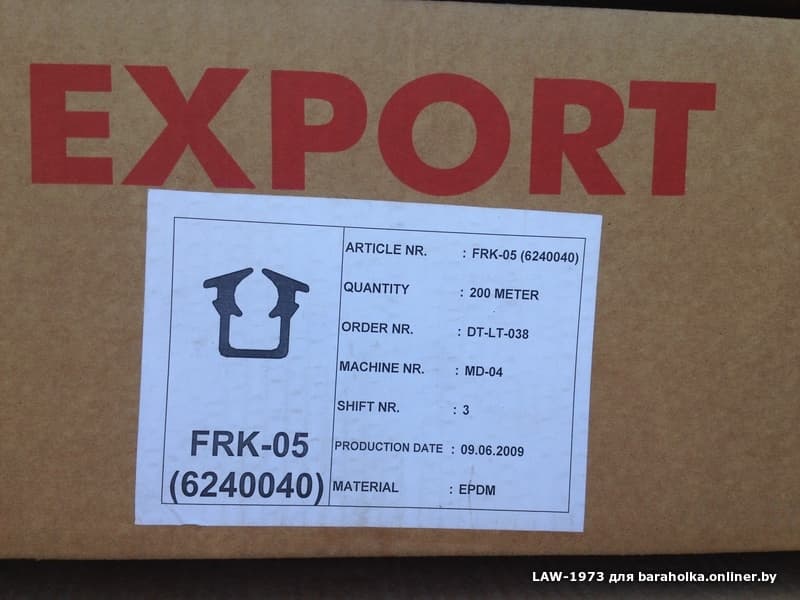 EXPORT
ARTICLE NR. : FRK-05 (6240040)
QUANTITY : 200 METER
ORDER NR. : DT-LT-038
MACHINE NR. : MD-04
SHIFT NR. : 3
PRODUCTION DATE : 09.06.2009
MATERIAL : EPDM
FRK-05
(6240040)
LAW-1973 для baraholka.onliner.by